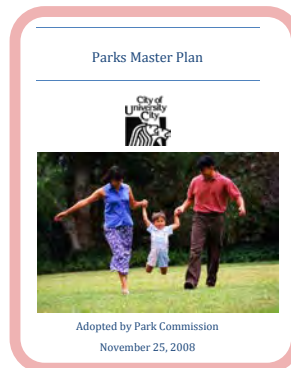 Parks Master Plan
City of
University
City
Adopted by Park Commission
November 25, 2008